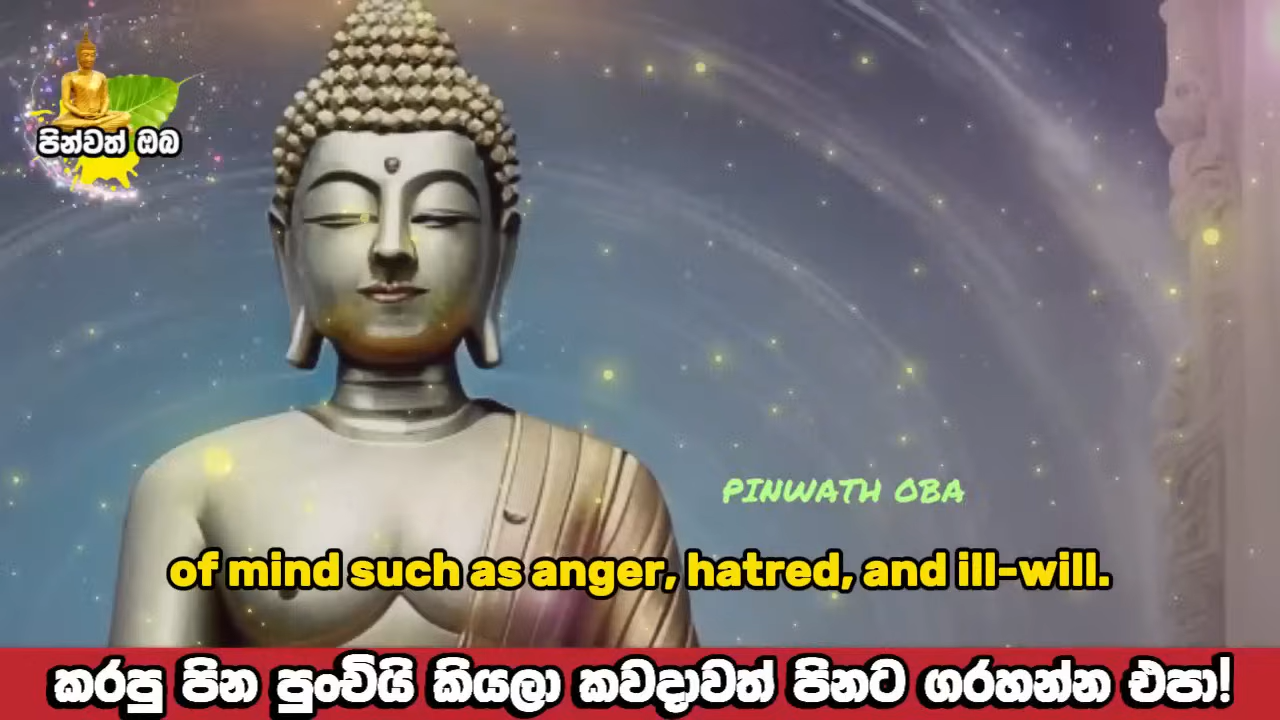 පින්වත් ඔබ
PINWATH OBA
of mind such as anger, hatred, and ill-will.
කරපු පින පුංචියි කියලා කවදාවත් පිනට ගරහන්න එපා!